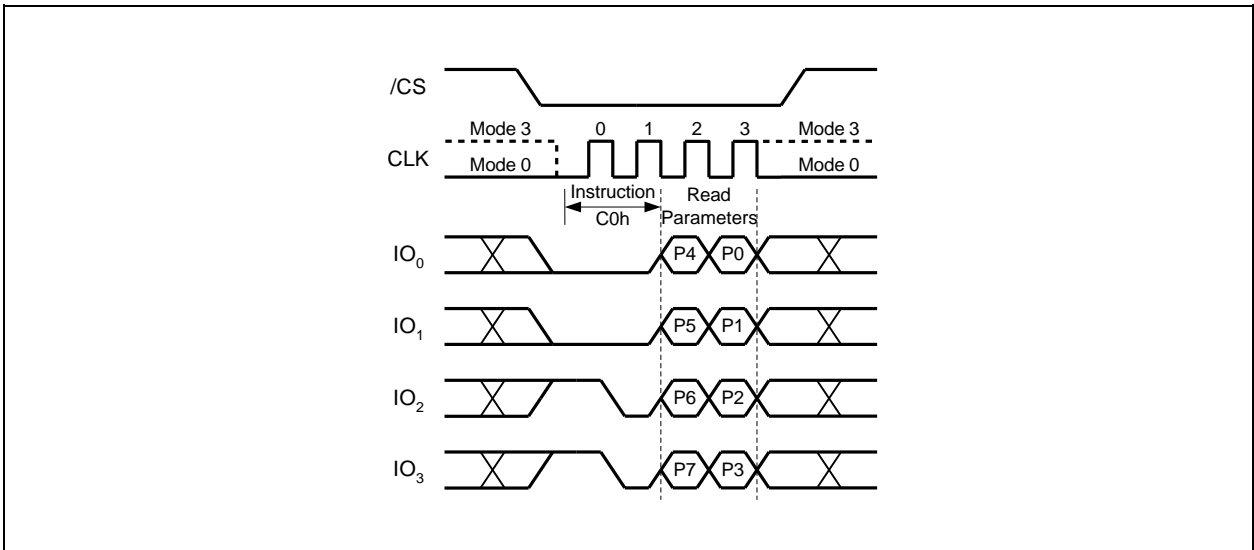 /CS
Mode 3 0 1 2 3 Mode 3
CLK
Mode 0 Mode 0
Instruction Read
C0h Parameters
IO0 P4 P0
IO1 P5 P1
IO2 P6 P2
IO3 P7 P3